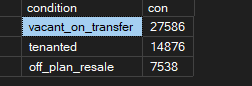 condition con
vacant_on_transfer 27586
tenanted 14876
off_plan_resale 7538